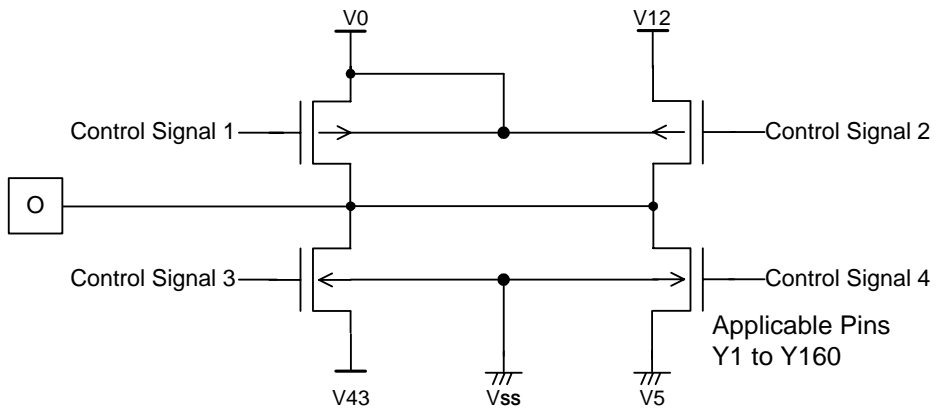 V0
V12
Control Signal 1
Control Signal 2
O
Control Signal 3
Control Signal 4
Applicable Pins
Y1 to Y160
V43
Vss
V5